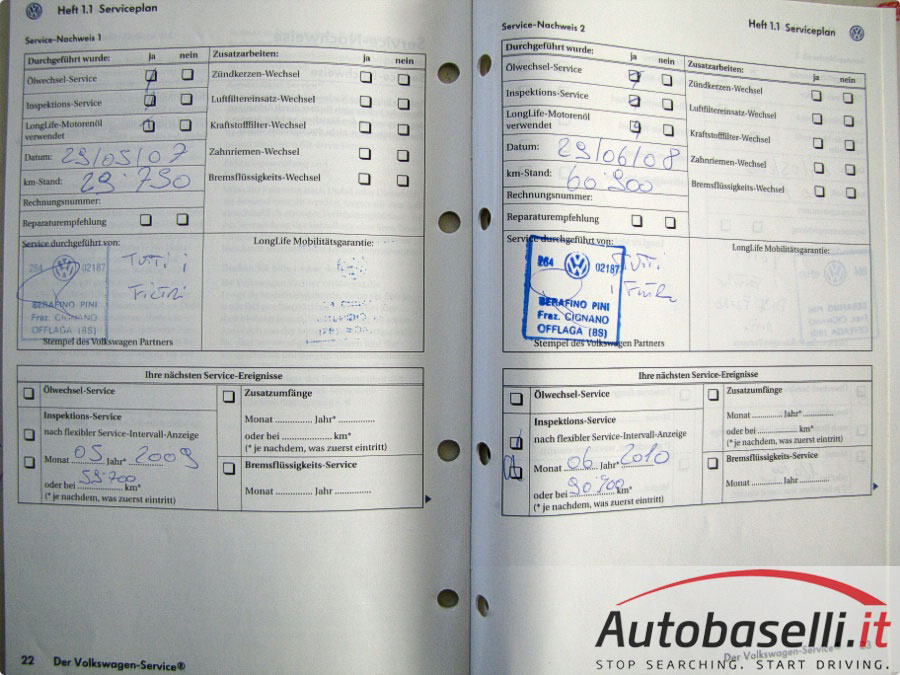 Heft 1.1 Serviceplan
Service-Nachweis 1
Durchgeführt wurde: ja nein
Ölwechsel-Service
Inspektions-Service
LongLife-Motorenöl
verwendet
Datum: 29/05/07
km-Stand: 29.730
Rechnungsnummer:
Reparaturempfehlung
Zusatzarbeiten: ja nein
Zündkerzen-Wechsel
Luftfiltereinsatz-Wechsel
Kraftstofffilter-Wechsel
Zahnriemen-Wechsel
Bremsflüssigkeits-Wechsel
Service durchgeführt von:
264 02187
SERAFINO PINI
Fraz. CIGNANO
OFFLAGA (BS)
TUTTI i
FILTRI
Stempel des Volkswagen Partners
LongLife Mobilitätsgarantie:
Ihre nächsten Service-Ereignisse
Ölwechsel-Service
Inspektions-Service
nach flexibler Service-Intervall-Anzeige
Monat 05 Jahr* 2009
oder bei 59.700 km*
(* je nachdem, was zuerst eintritt)
Zusatzumfänge
Monat ............. Jahr* .............
oder bei ............. km*
(* je nachdem, was zuerst eintritt)
Bremsflüssigkeits-Service
Monat ............. Jahr .............
22 Der Volkswagen-Service®
Service-Nachweis 2
Heft 1.1 Serviceplan
Durchgeführt wurde: ja nein
Ölwechsel-Service
Inspektions-Service
LongLife-Motorenöl
verwendet
Datum: 29/06/08
km-Stand: 60.900
Rechnungsnummer:
Reparaturempfehlung
Zusatzarbeiten: ja nein
Zündkerzen-Wechsel
Luftfiltereinsatz-Wechsel
Kraftstofffilter-Wechsel
Zahnriemen-Wechsel
Bremsflüssigkeits-Wechsel
Service durchgeführt von:
264 02187
SERAFINO PINI
Fraz. CIGNANO
OFFLAGA (BS)
TUTTI
i Filtri
Stempel des Volkswagen Partners
LongLife Mobilitätsgarantie:
Ihre nächsten Service-Ereignisse
Ölwechsel-Service
Inspektions-Service
nach flexibler Service-Intervall-Anzeige
Monat 06 Jahr* 2010
oder bei 90.900 km*
(* je nachdem, was zuerst eintritt)
Zusatzumfänge
Monat ............. Jahr* .............
oder bei ............. km*
(* je nachdem, was zuerst eintritt)
Bremsflüssigkeits-Service
Monat ............. Jahr .............
Der Volkswagen-Service® 23
Autobaselli.it
STOP SEARCHING. START DRIVING.